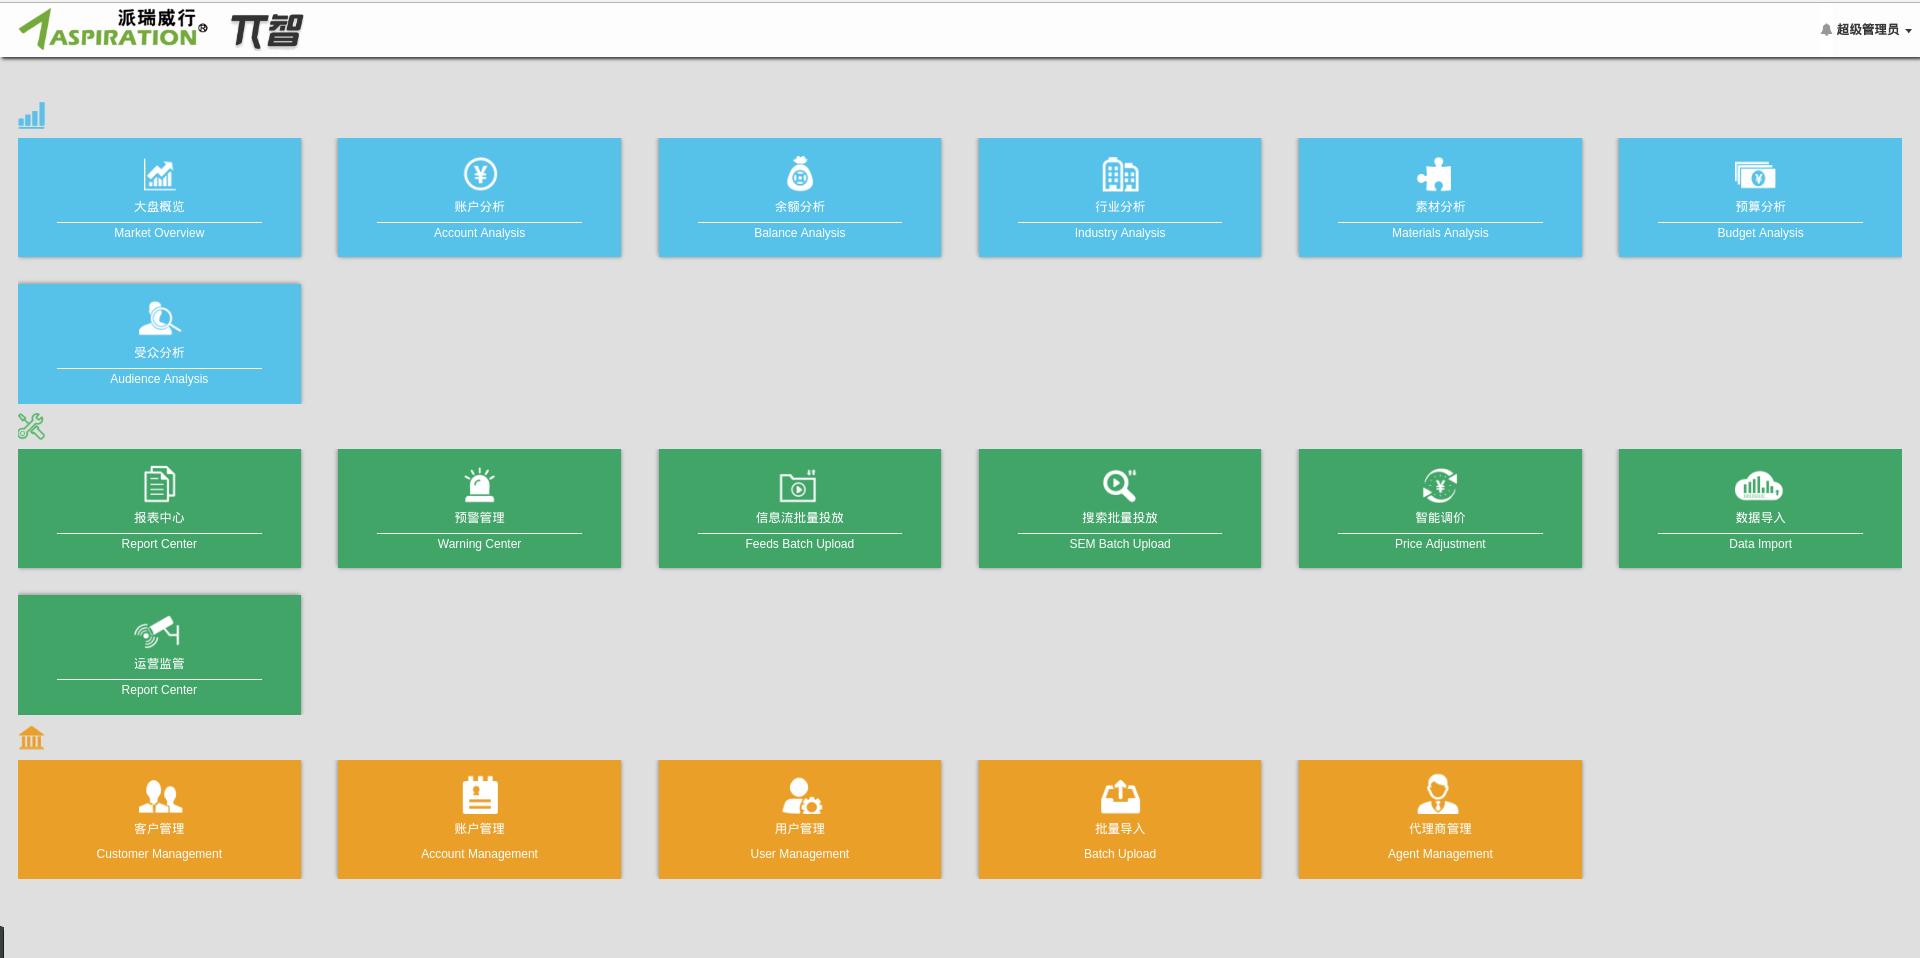 派瑞威行
ASPIRATION®
π智
超级管理员
大盘概览
Market Overview
账户分析
Account Analysis
余额分析
Balance Analysis
行业分析
Industry Analysis
素材分析
Materials Analysis
预算分析
Budget Analysis
受众分析
Audience Analysis
报表中心
Report Center
预警管理
Warning Center
信息流批量投放
Feeds Batch Upload
搜索批量投放
SEM Batch Upload
智能调价
Price Adjustment
数据导入
Data Import
运营监管
Report Center
客户管理
Customer Management
账户管理
Account Management
用户管理
User Management
批量导入
Batch Upload
代理商管理
Agent Management